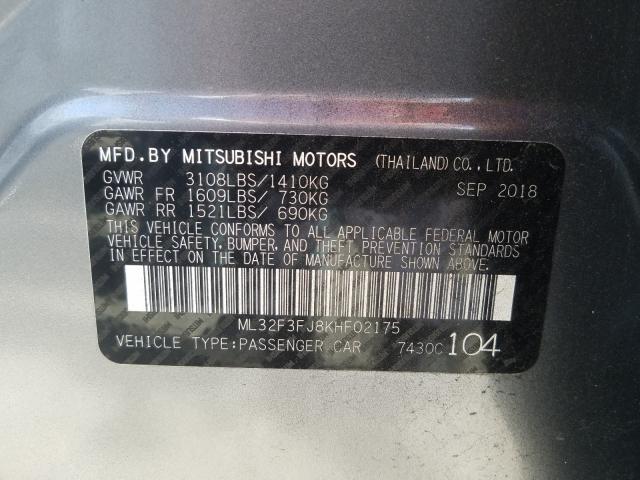 MFD.BY MITSUBISHI MOTORS (THAILAND)CO.,LTD.
GVWR 3108LBS/1410KG SEP 2018
GAWR FR 1609LBS/ 730KG
GAWR RR 1521LBS/ 690KG
THIS VEHICLE CONFORMS TO ALL APPLICABLE FEDERAL MOTOR
VEHICLE SAFETY, BUMPER, AND THEFT PREVENTION STANDARDS
IN EFFECT ON THE DATE OF MANUFACTURE SHOWN ABOVE.
ML32F3FJ8KHF02175
VEHICLE TYPE:PASSENGER CAR 7430C 104